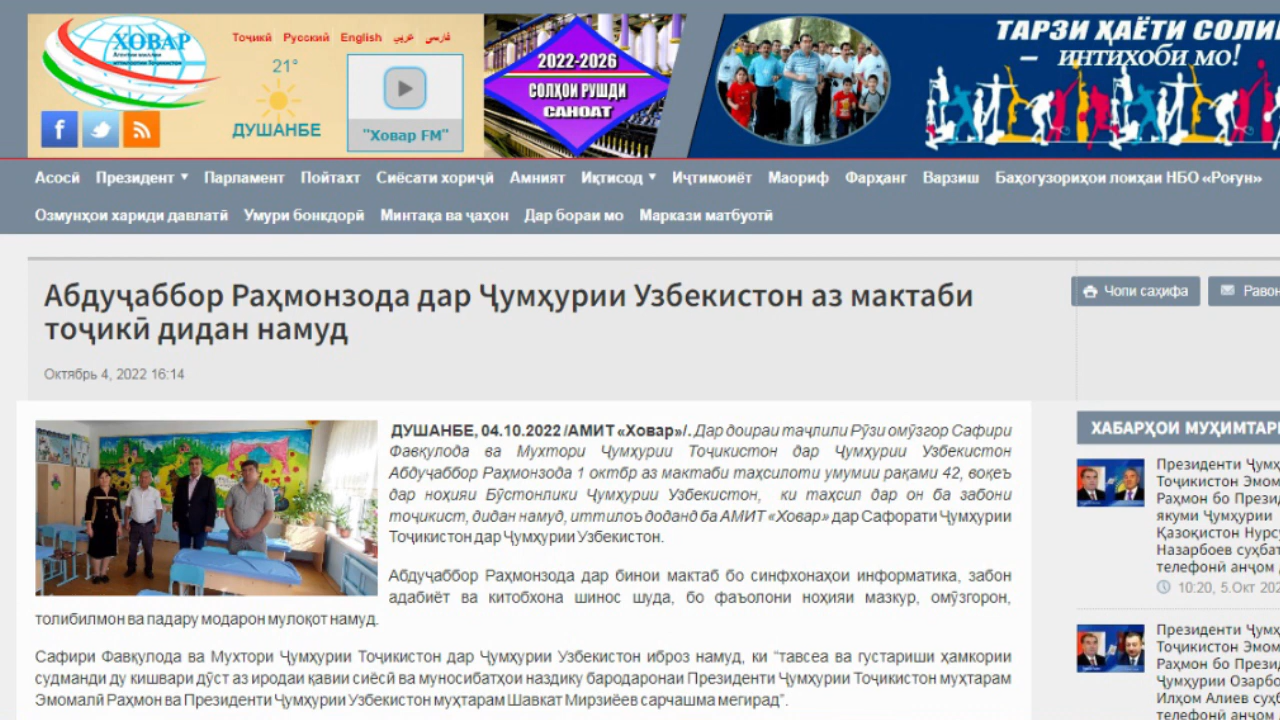 ХОВАР
Тоҷикӣ Русский English عربي فارسی
21°
ДУШАНБЕ
"Ховар FM"
2022-2026
СОЛҲОИ РУШДИ
САНОАТ
ТАРЗИ ҲАЁТИ СОЛИ
– интихоби мо!
Асосӣ Президент Парламент Пойтахт Сиёсати хориҷӣ Амният Иқтисод Иҷтимоиёт Маориф Фарҳанг Варзиш Баҳогузориҳои лоиҳаи НБО «Роғун»
Озмунҳои хариди давлатӣ Умури бонкдорӣ Минтақа ва ҷаҳон Дар бораи мо Маркази матбуотӣ
Абдуҷаббор Раҳмонзода дар Ҷумҳурии Узбекистон аз мактаби
тоҷикӣ дидан намуд
Октябрь 4, 2022 16:14
Чопи саҳифа
Равон
ДУШАНБЕ, 04.10.2022 /АМИТ «Ховар»/. Дар доираи таҷлили Рӯзи омӯзгор Сафири
Фавқулода ва Мухтори Ҷумҳурии Тоҷикистон дар Ҷумҳурии Узбекистон
Абдуҷаббор Раҳмонзода 1 октбр аз мактаби таҳсилоти умумии рақами 42, воқеъ
дар ноҳияи Бӯстонлики Ҷумҳурии Узбекистон, ки таҳсил дар он ба забони
тоҷикист, дидан намуд, иттилоъ доданд ба АМИТ «Ховар» дар Сафорати Ҷумҳурии
Тоҷикистон дар Ҷумҳурии Узбекистон.
Абдуҷаббор Раҳмонзода дар бинои мактаб бо синфхонаҳои информатика, забон
адабиёт ва китобхона шинос шуда, бо фаъолони ноҳияи мазкур, омӯзгорон,
толибилмон ва падару модарон мулоқот намуд.
Сафири Фавқулода ва Мухтори Ҷумҳурии Тоҷикистон дар Ҷумҳурии Узбекистон иброз намуд, ки “тавсеа ва густариши ҳамкории
судманди ду кишвари дӯст аз иродаи қавии сиёсӣ ва муносибатҳои наздику бародаронаи Президенти Ҷумҳурии Тоҷикистон муҳтарам
Эмомалӣ Раҳмон ва Президенти Ҷумҳурии Узбекистон муҳтарам Шавкат Мирзиёев сарчашма мегирад”.
ХАБАРҲОИ МУҲИМТАР
Президенти Ҷумҳ
Тоҷикистон Эмома
Раҳмон бо Презид
якуми Ҷумҳурии
Қазоқистон Нурсу
Назарбоев суҳбат
телефонӣ анҷом д
10:20, 5.Окт 202
Президенти Ҷумҳ
Тоҷикистон Эмома
Раҳмон бо Презид
Ҷумҳурии Озарбо
Илҳом Алиев суҳб
телефонӣ анҷом